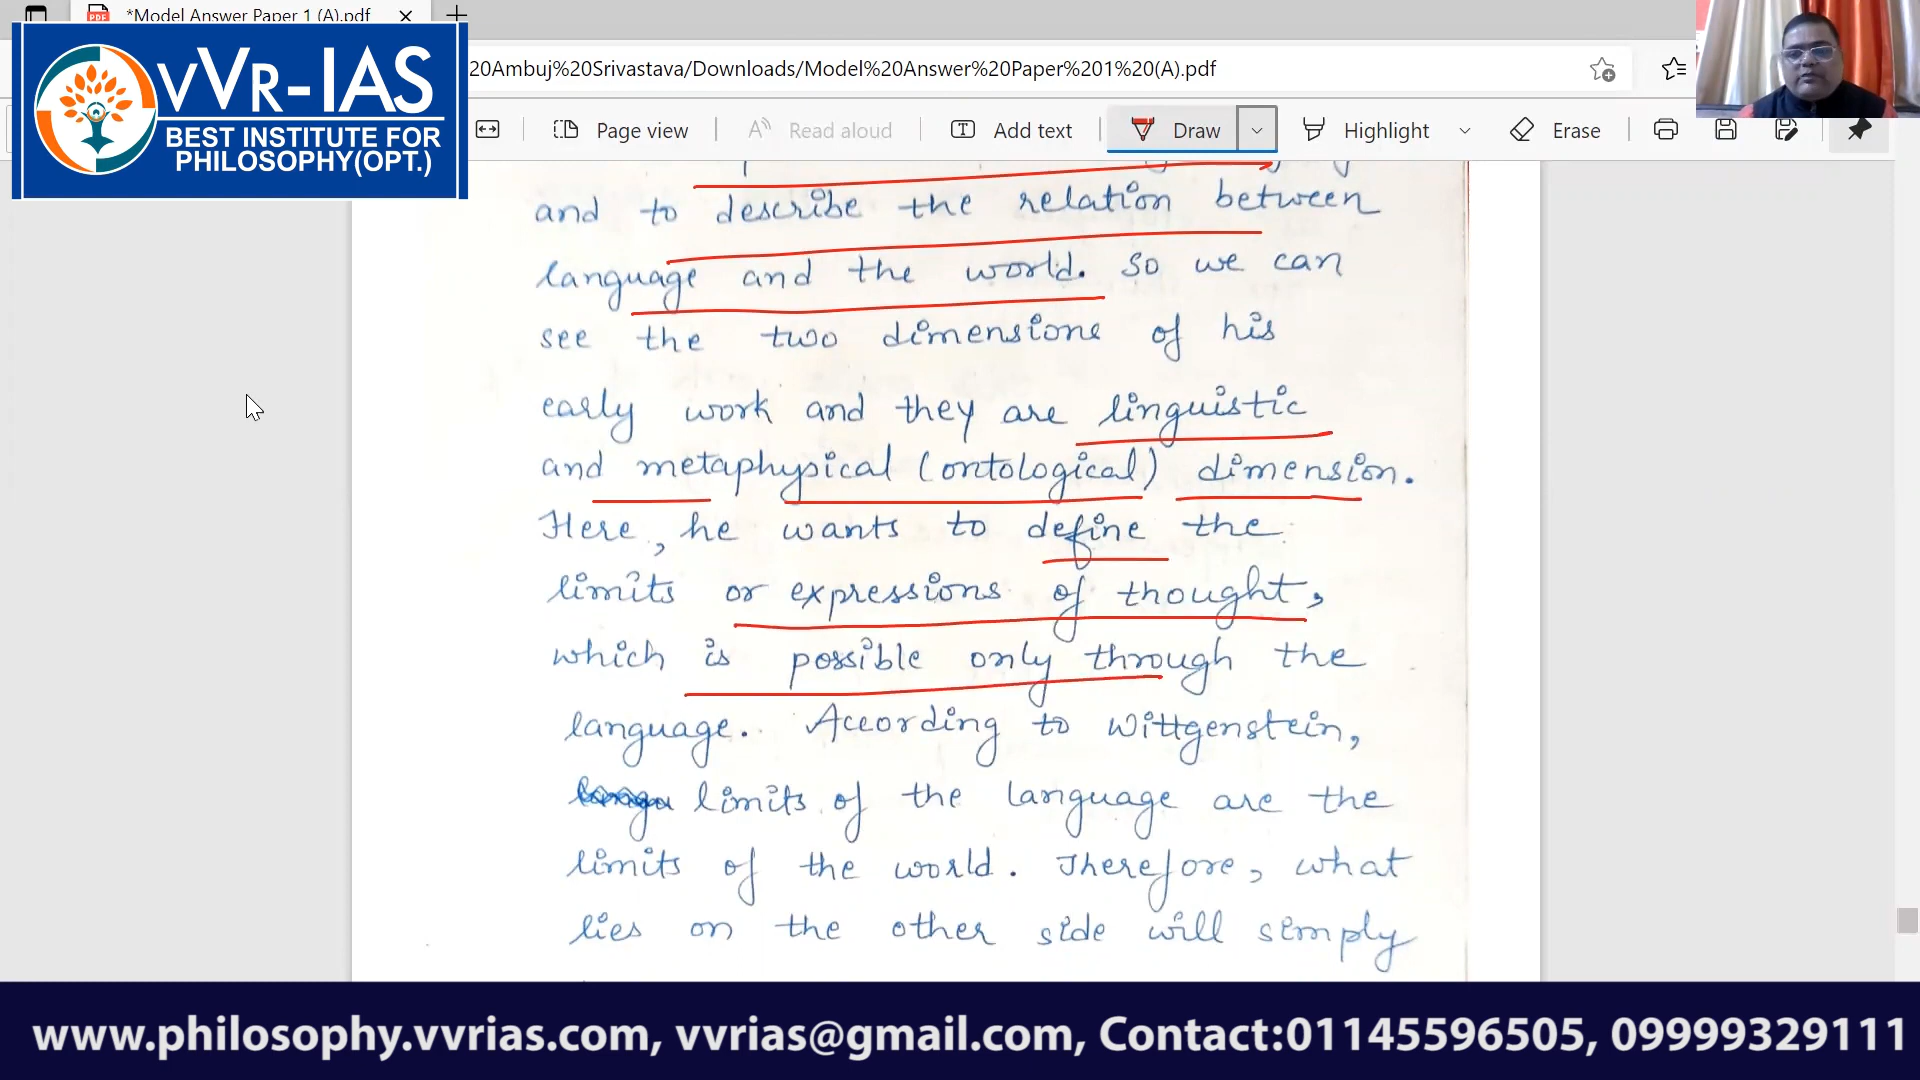 *Model Answer Paper 1 (A).pdf
20Ambuj%20Srivastava/Downloads/Model%20Answer%20Paper%201%20(A).pdf
VVR-IAS
BEST INSTITUTE FOR
PHILOSOPHY(OPT.)
Page view
Read aloud
Add text
Draw
Highlight
Erase
and to describe the relation between
language and the world. So we can
see the two dimensions of his
early work and they are linguistic
and metaphysical (ontological) dimension.
Here, he wants to define the
limits or expressions of thought,
which is possible only through the
language. According to Wittgenstein,
limits of the language are the
limits of the world. Therefore, what
lies on the other side will simply
www.philosophy.vvrias.com, vvrias@gmail.com, Contact:01145596505, 09999329111